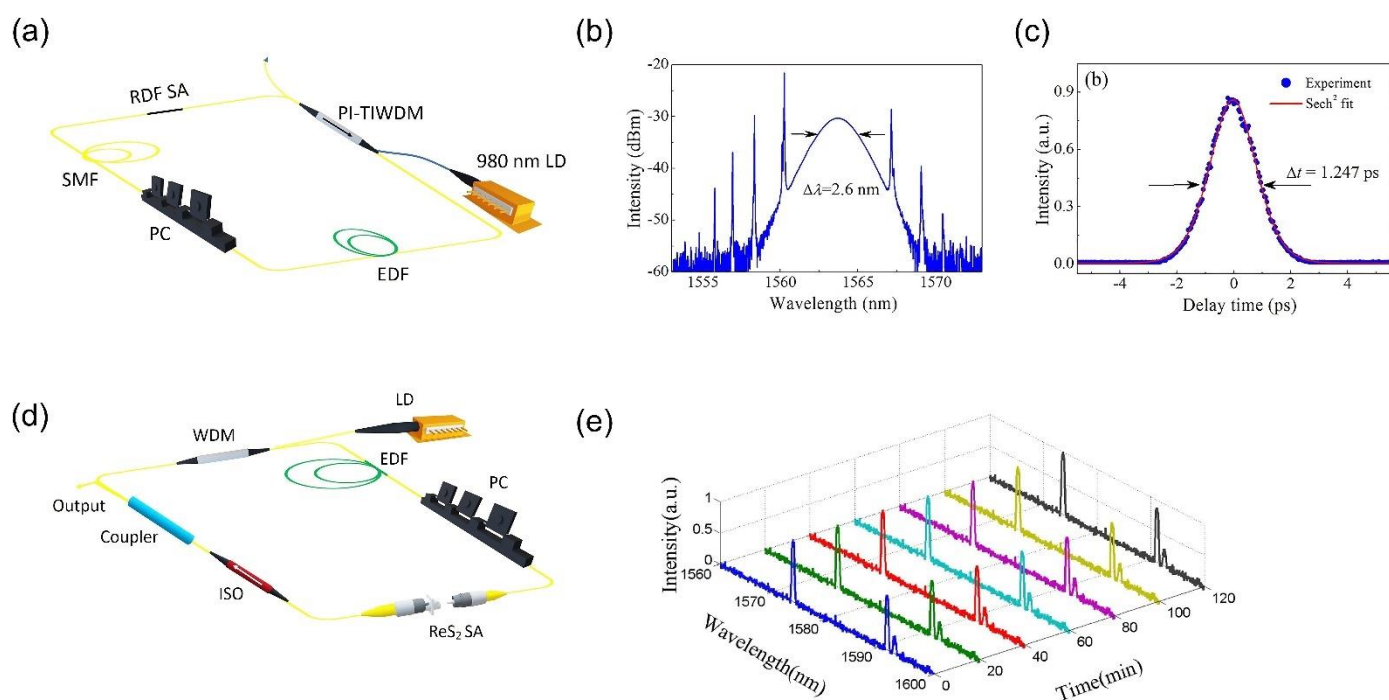 (a)
RDF SA
PI-TIWDM
980 nm LD
SMF
PC
EDF
(b)
-20
-30
-40
-50
-60
Intensity (dBm)
Δλ=2.6 nm
1555
1560
1565
1570
Wavelength (nm)
(c)
(b)
Experiment
Sech² fit
0.9
0.6
0.3
0.0
Intensity (a.u.)
Δt = 1.247 ps
-4
-2
0
2
4
Delay time (ps)
(d)
LD
WDM
EDF
PC
Output
Coupler
ISO
ReS₂ SA
(e)
1
0.5
0
Intensity(a.u.)
1560
1570
1580
1590
1600
Wavelength(nm)
0
20
40
60
80
100
120
Time(min)